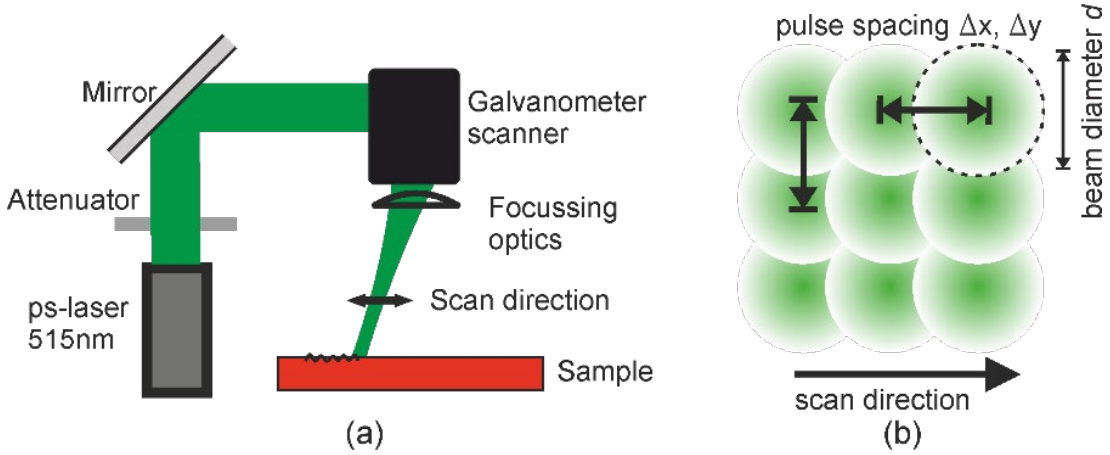 Mirror
Galvanometer
scanner
Attenuator
Focussing
optics
ps-laser
515nm
Scan direction
Sample
(a)
pulse spacing Δx, Δy
beam diameter d
scan direction
(b)